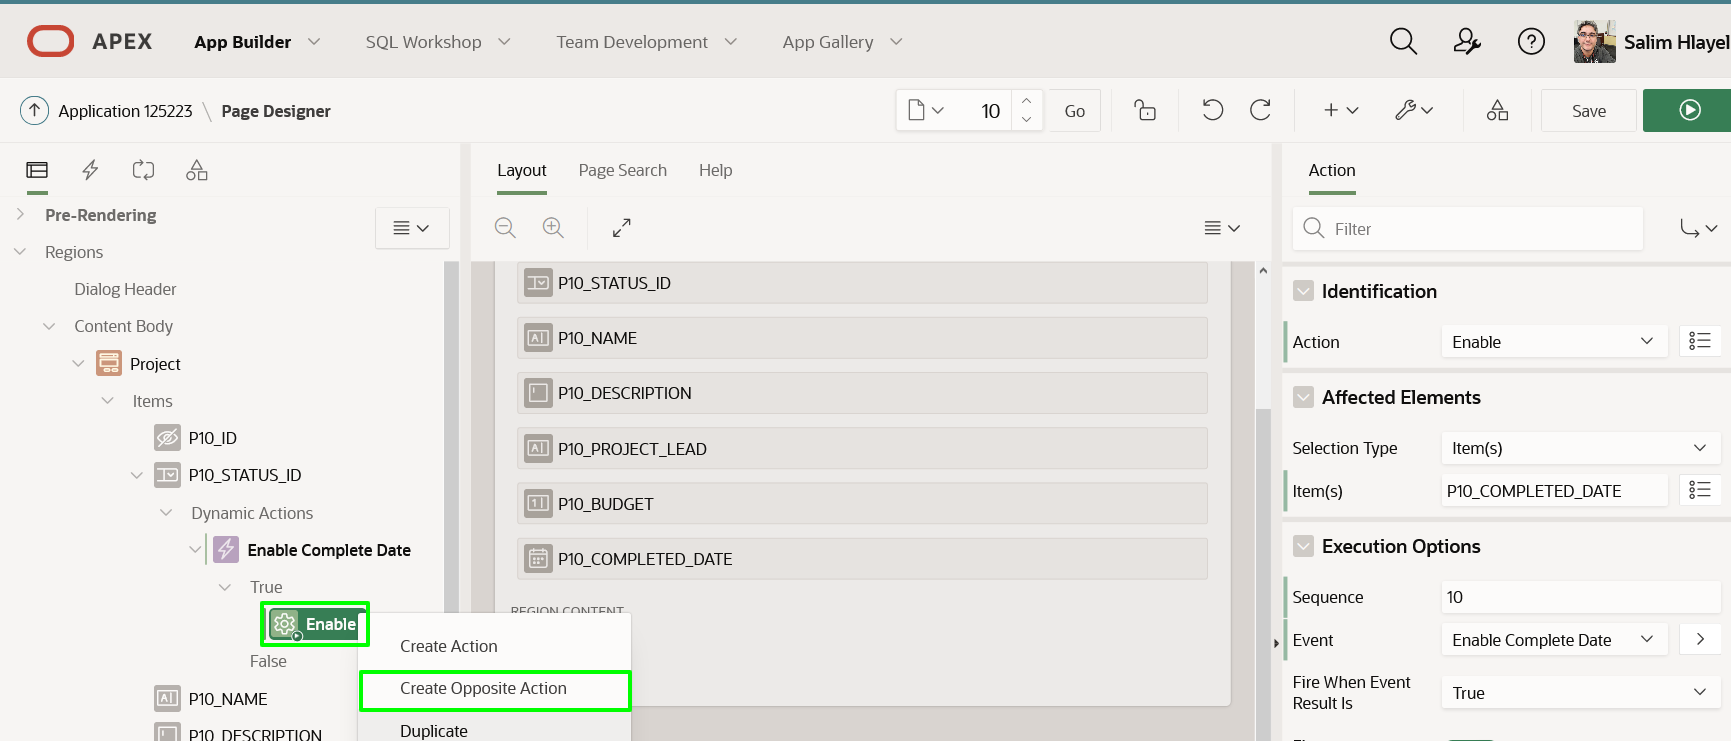 APEX App Builder SQL Workshop Team Development App Gallery Salim Hlayel
Application 125223 \ Page Designer 10 Go Save
Layout Page Search Help
Action
Pre-Rendering
Regions
Dialog Header
Content Body
Project
Items
P10_ID
P10_STATUS_ID
Dynamic Actions
Enable Complete Date
True
Enable
False
P10_NAME
P10_DESCRIPTION
Create Action
Create Opposite Action
Duplicate
P10_STATUS_ID
P10_NAME
P10_DESCRIPTION
P10_PROJECT_LEAD
P10_BUDGET
P10_COMPLETED_DATE
REGION CONTENT
Filter
Identification
Action Enable
Affected Elements
Selection Type Item(s)
Item(s) P10_COMPLETED_DATE
Execution Options
Sequence 10
Event Enable Complete Date
Fire When Event
Result Is True